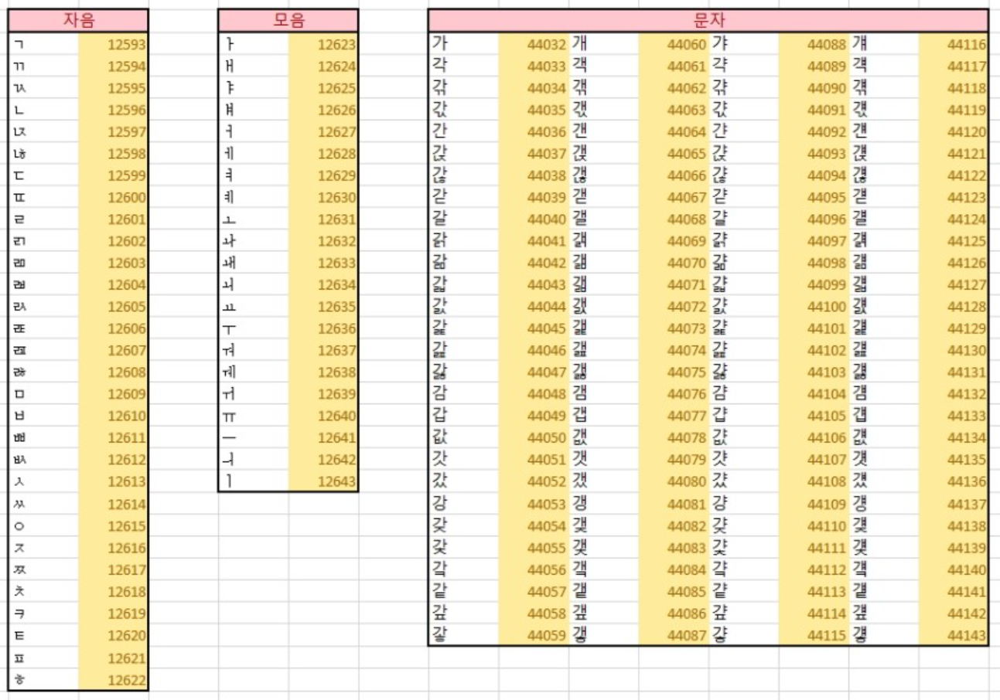 자음 모음 문자
ㄱ 12593 ㅏ 12623 가 44032 개 44060 갸 44088 걔 44116
ㄲ 12594 ㅐ 12624 각 44033 객 44061 갹 44089 걕 44117
ㄳ 12595 ㅑ 12625 갂 44034 갞 44062 갺 44090 걖 44118
ㄴ 12596 ㅒ 12626 갃 44035 갟 44063 갻 44091 걗 44119
ㄵ 12597 ㅓ 12627 간 44036 갠 44064 갼 44092 걘 44120
ㄶ 12598 ㅔ 12628 갅 44037 갡 44065 갽 44093 걙 44121
ㄷ 12599 ㅕ 12629 갆 44038 갢 44066 갾 44094 걚 44122
ㄸ 12600 ㅖ 12630 갇 44039 갣 44067 갿 44095 걛 44123
ㄹ 12601 ㅗ 12631 갈 44040 갤 44068 걀 44096 걜 44124
ㄺ 12602 ㅘ 12632 갉 44041 갥 44069 걁 44097 걝 44125
ㄻ 12603 ㅙ 12633 갊 44042 갦 44070 걂 44098 걞 44126
ㄼ 12604 ㅚ 12634 갋 44043 갧 44071 걃 44099 걟 44127
ㄽ 12605 ㅛ 12635 갌 44044 갨 44072 걄 44100 걠 44128
ㄾ 12606 ㅜ 12636 갍 44045 갩 44073 걅 44101 걡 44129
ㄿ 12607 ㅝ 12637 갎 44046 갪 44074 걆 44102 걢 44130
ㅀ 12608 ㅞ 12638 갏 44047 갫 44075 걇 44103 걣 44131
ㅁ 12609 ㅟ 12639 감 44048 갬 44076 걈 44104 걤 44132
ㅂ 12610 ㅠ 12640 갑 44049 갭 44077 걉 44105 걥 44133
ㅃ 12611 ㅡ 12641 값 44050 갮 44078 걊 44106 걦 44134
ㅄ 12612 ㅢ 12642 갓 44051 갯 44079 걋 44107 걧 44135
ㅅ 12613 ㅣ 12643 갔 44052 갰 44080 걌 44108 걨 44136
ㅆ 12614 강 44053 갱 44081 걍 44109 걩 44137
ㅇ 12615 갖 44054 갲 44082 걎 44110 걪 44138
ㅈ 12616 갗 44055 갳 44083 걏 44111 걫 44139
ㅉ 12617 갘 44056 갴 44084 걐 44112 걬 44140
ㅊ 12618 같 44057 갵 44085 걑 44113 걭 44141
ㅋ 12619 갚 44058 갶 44086 걒 44114 걮 44142
ㅌ 12620 갛 44059 갷 44087 걓 44115 걯 44143
ㅍ 12621
ㅎ 12622